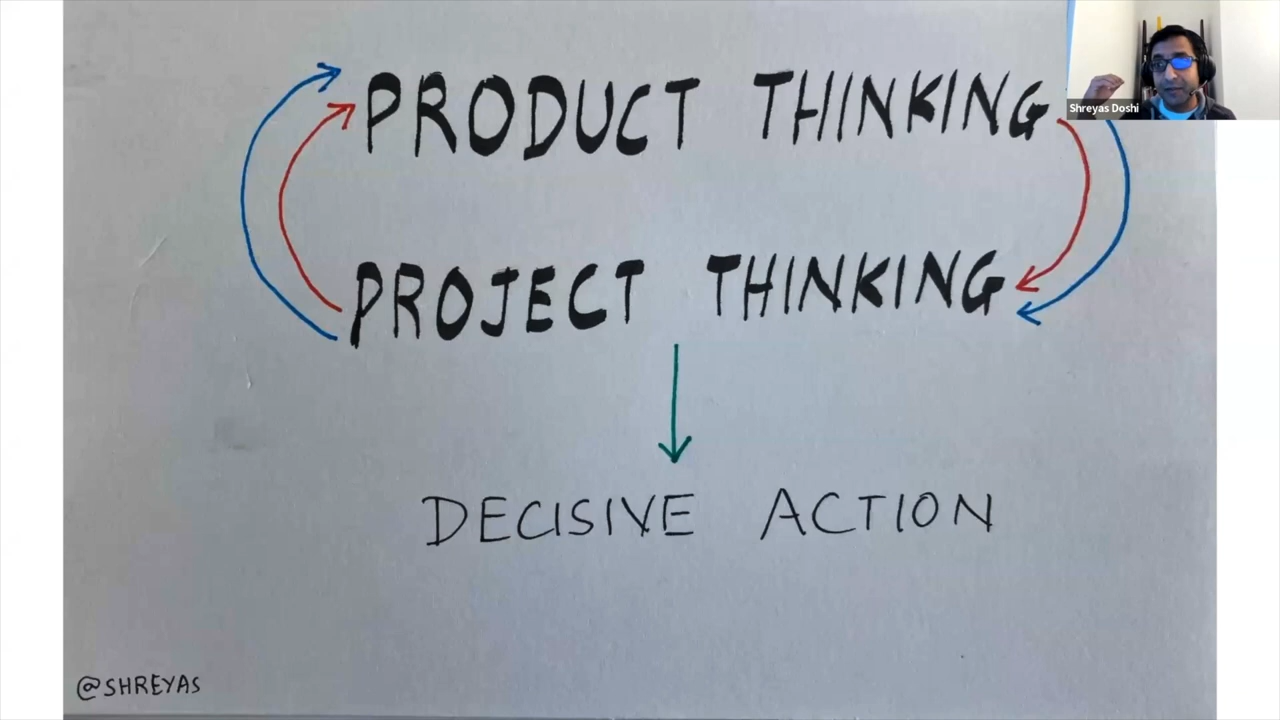 PRODUCT THINKING
Shreyas Doshi
PROJECT THINKING
DECISIVE ACTION
@SHREYAS